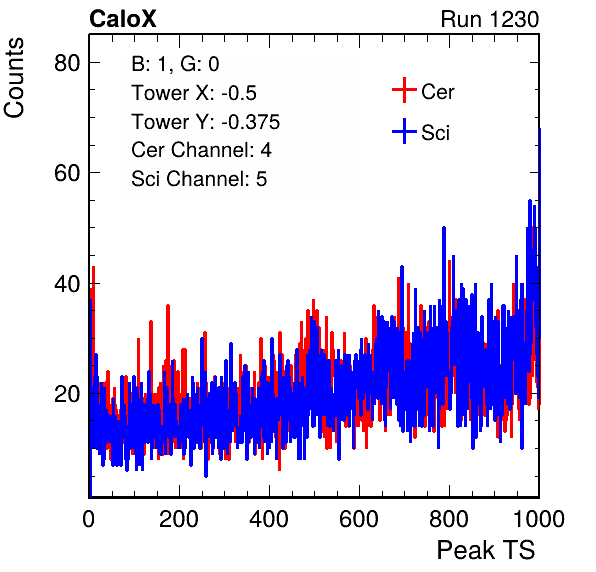 CaloX Run 1230
Counts
B: 1, G: 0
Tower X: -0.5
Tower Y: -0.375
Cer Channel: 4
Sci Channel: 5
Cer
Sci
80
60
40
20
0 200 400 600 800 1000
Peak TS